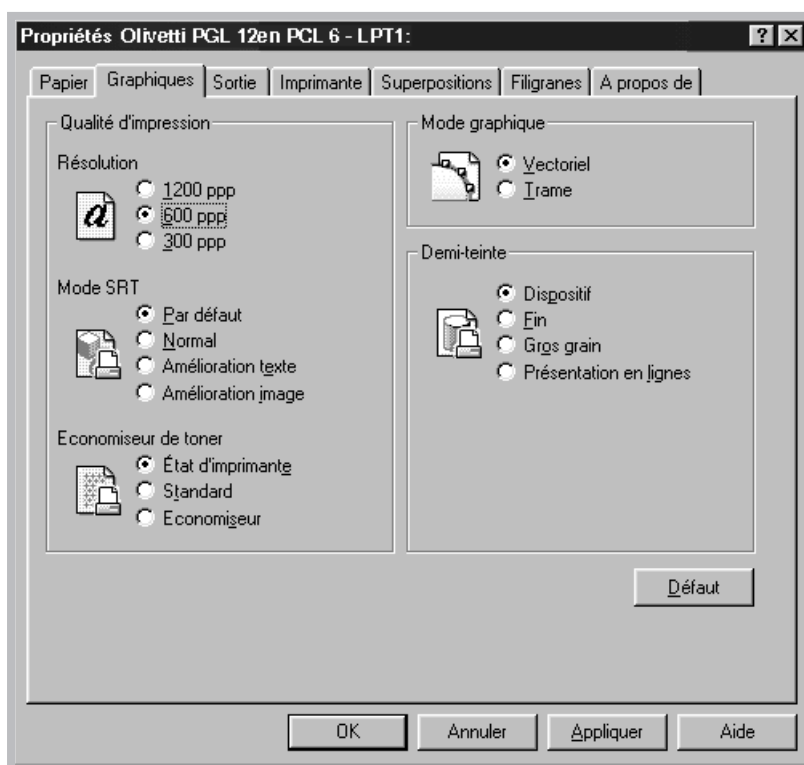 Propriétés Olivetti PGL 12en PCL 6 - LPT1:
Papier Graphiques Sortie Imprimante Superpositions Filigranes A propos de
Qualité d'impression
Résolution
1200 ppp
600 ppp
300 ppp
Mode SRT
Par défaut
Normal
Amélioration texte
Amélioration image
Economiseur de toner
État d'imprimante
Standard
Economiseur
Mode graphique
Vectoriel
Trame
Demi-teinte
Dispositif
Fin
Gros grain
Présentation en lignes
Défaut
OK Annuler Appliquer Aide